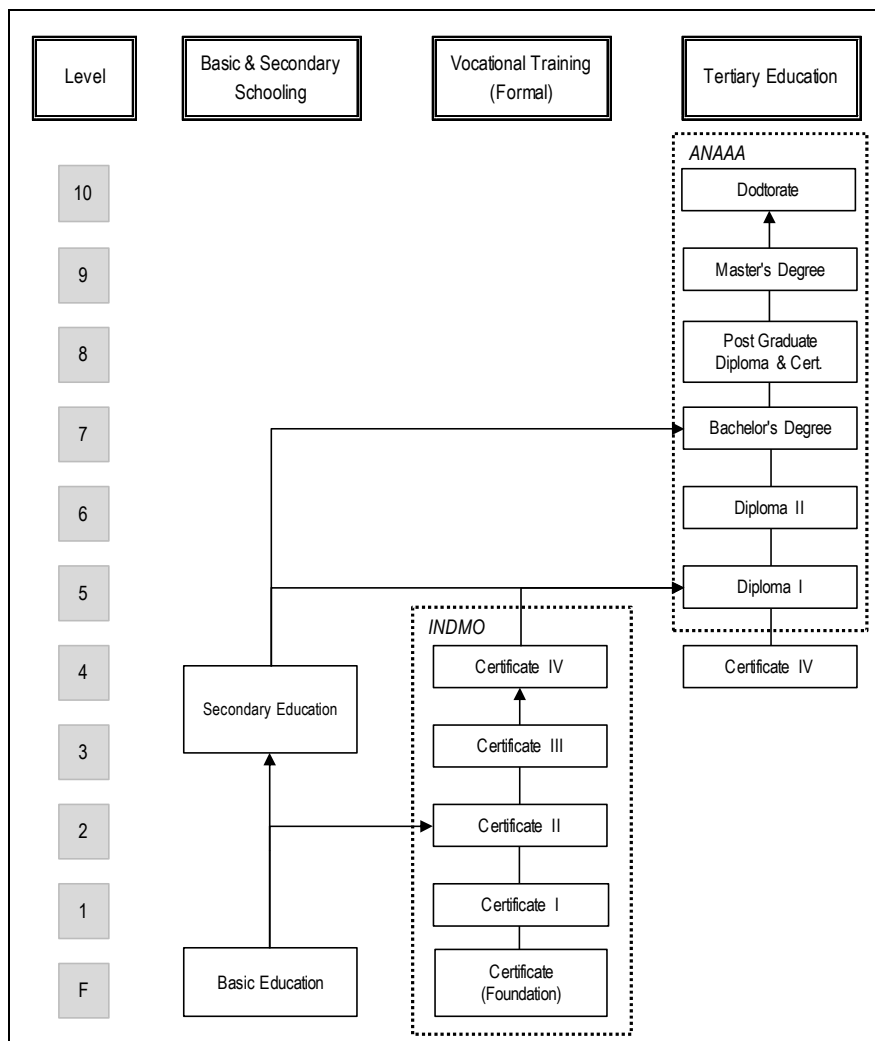 Level
Basic & Secondary
Schooling
Vocational Training
(Formal)
Tertiary Education
ANAAA
10
Dodtorate
9
Master's Degree
8
Post Graduate
Diploma & Cert.
7
Bachelor's Degree
6
Diploma II
5
Diploma I
INDMO
4
Certificate IV
Certificate IV
Secondary Education
3
Certificate III
2
Certificate II
1
Certificate I
F
Basic Education
Certificate
(Foundation)